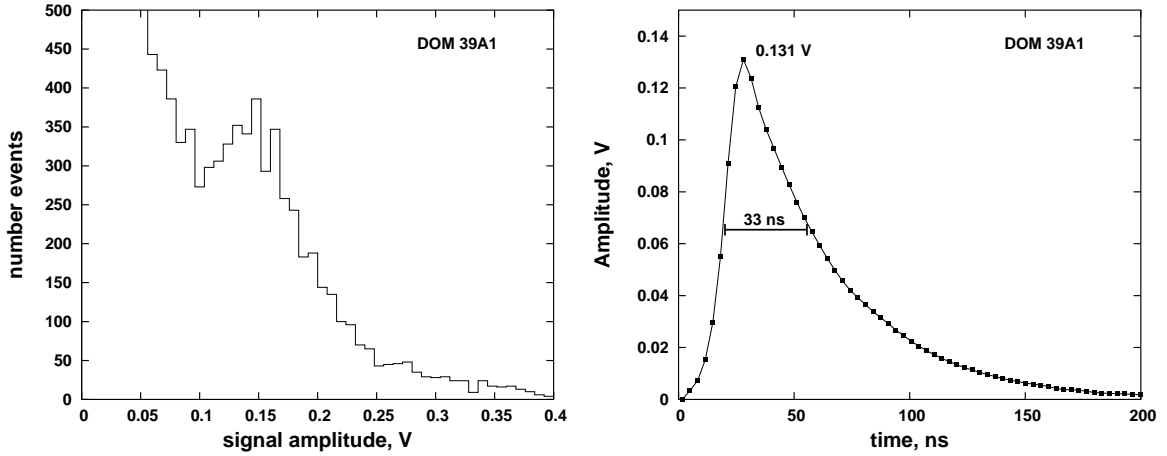 500
450
400
350
300
250
200
150
100
50
0
0 0.05 0.1 0.15 0.2 0.25 0.3 0.35 0.4
number events
signal amplitude, V
DOM 39A1
0.14
0.12
0.1
0.08
0.06
0.04
0.02
0
0 50 100 150 200
Amplitude, V
time, ns
DOM 39A1
0.131 V
33 ns